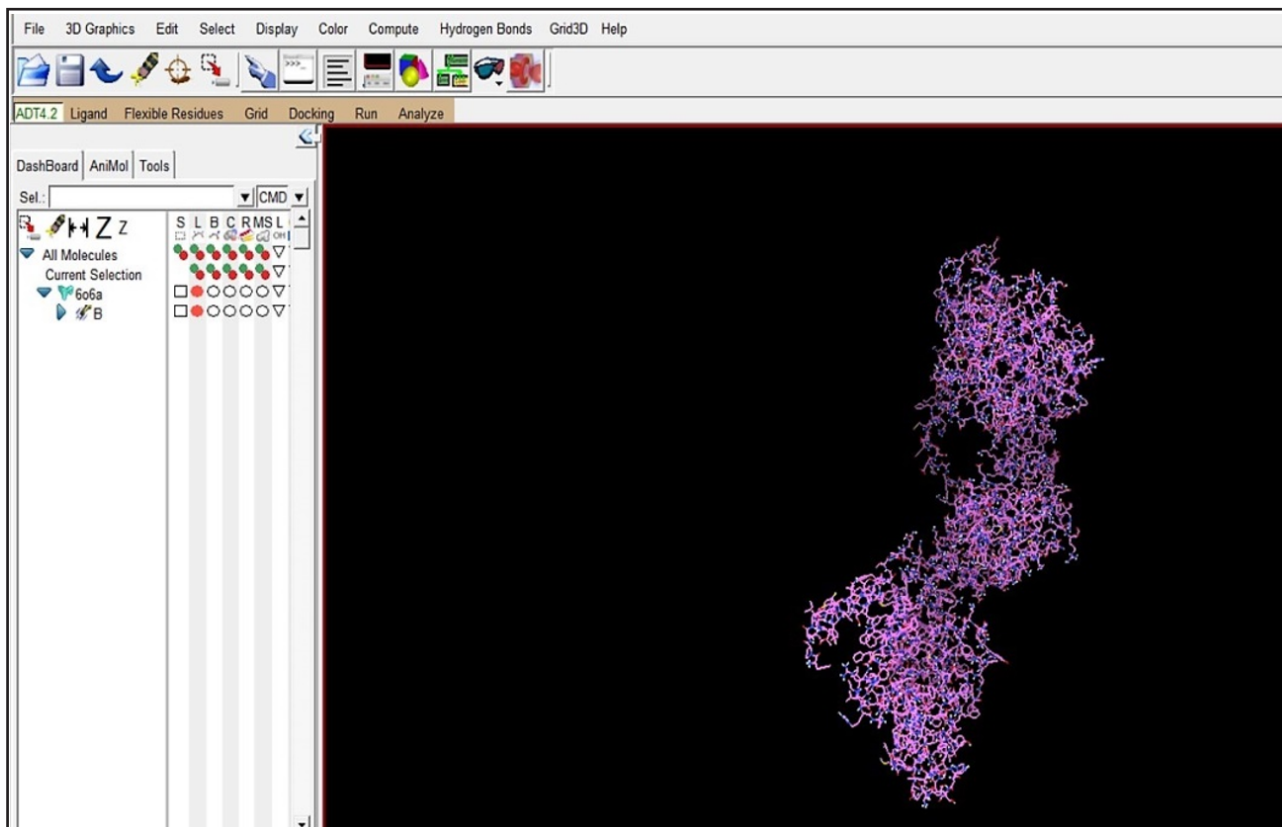 File 3D Graphics Edit Select Display Color Compute Hydrogen Bonds Grid3D Help
ADT4.2 Ligand Flexible Residues Grid Docking Run Analyze
DashBoard AniMol Tools
Sel.: CMD
Z Z S L B C R MS L
All Molecules
Current Selection
6o6a
B